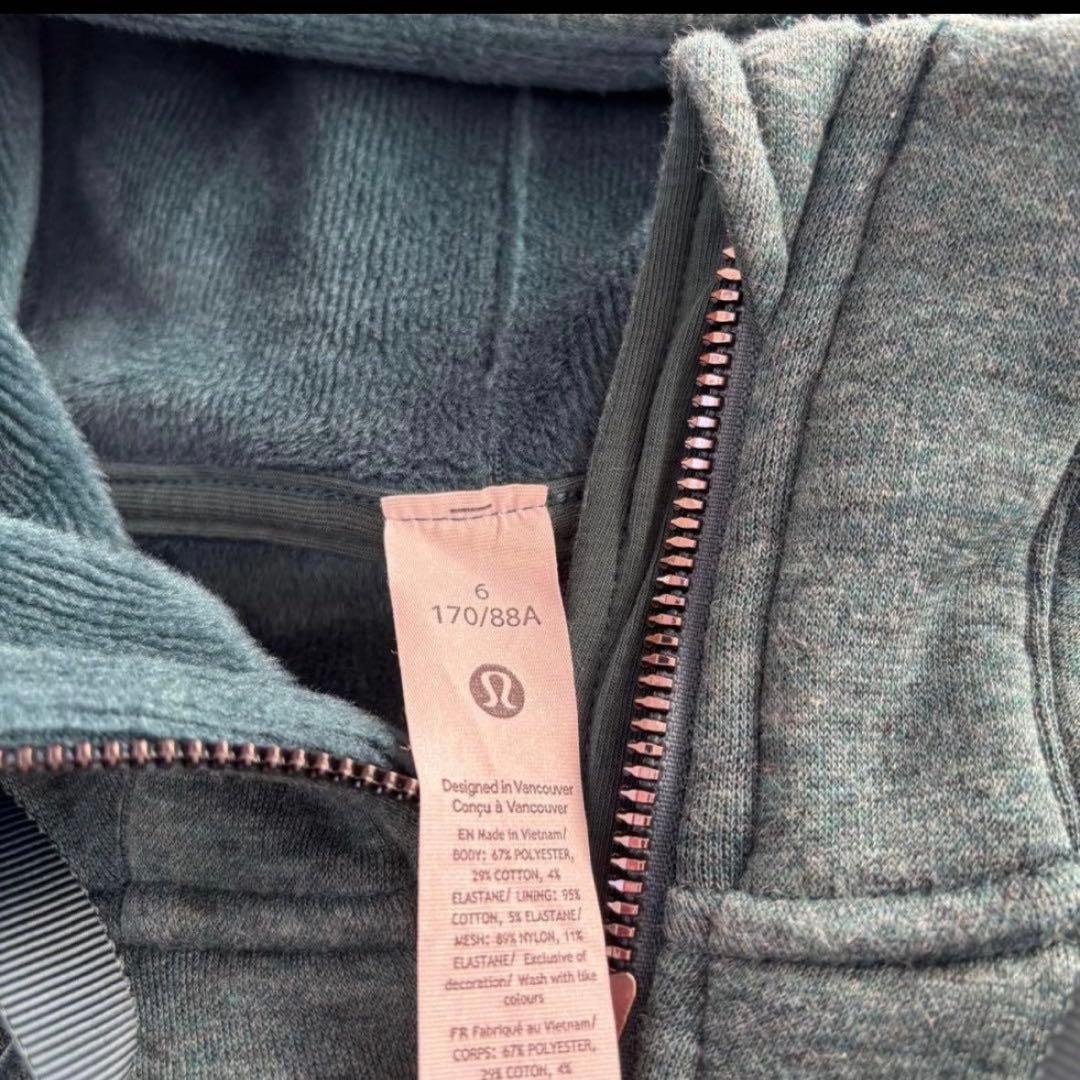 6
170/88A
Designed in Vancouver
Conçu à Vancouver
EN Made in Vietnam/
BODY: 67% POLYESTER,
29% COTTON, 4%
ELASTANE/ LINING: 95%
COTTON, 5% ELASTANE/
MESH: 89% NYLON, 11%
ELASTANE/ Exclusive of
decoration/ Wash with like
colours
FR Fabriqué au Vietnam/
CORPS: 67% POLYESTER,
29% COTON, 4%